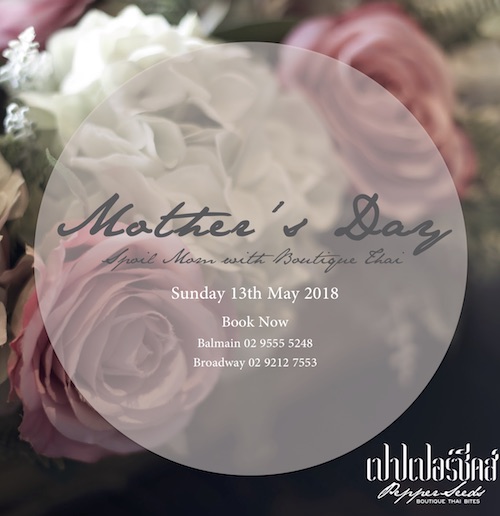 Mother's Day
Spoil Mom with Boutique Thai
Sunday 13th May 2018
Book Now
Balmain 02 9555 5248
Broadway 02 9212 7553
เปปเปอร์ซีดส์
Pepper Seeds
BOUTIQUE THAI BITES